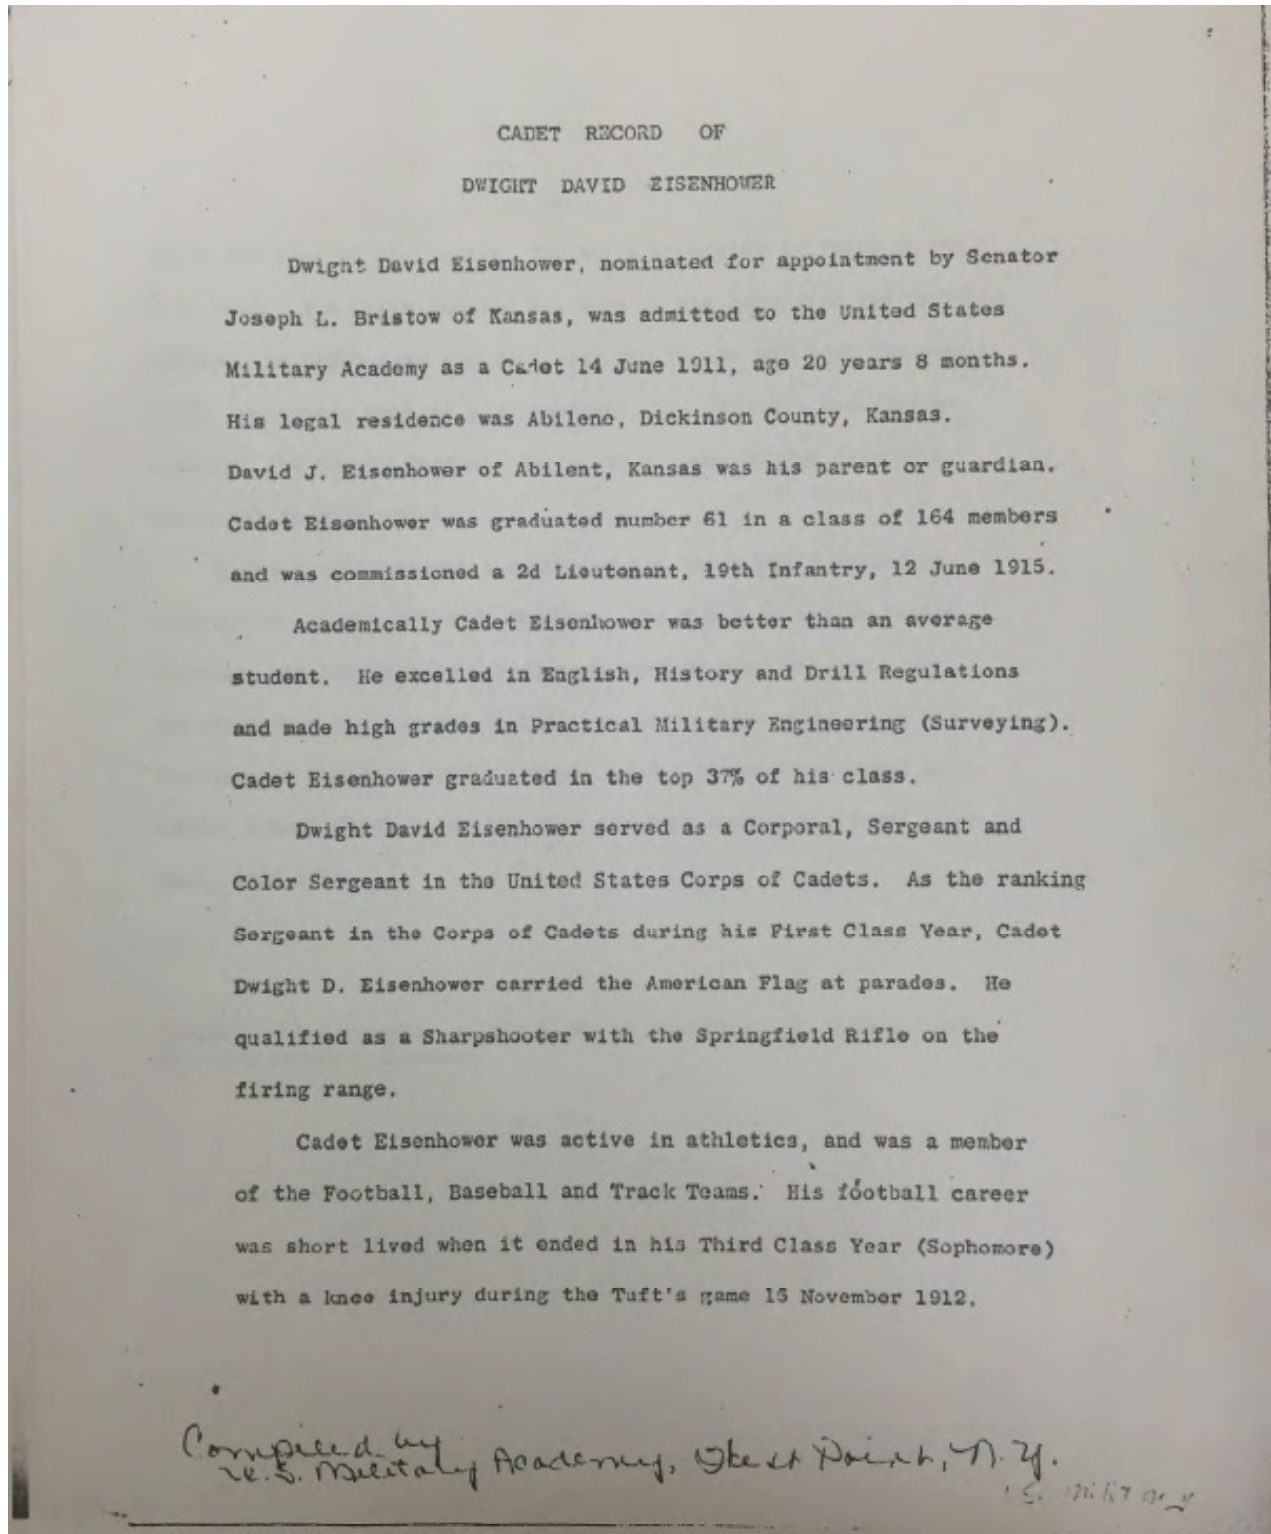 CADET RECORD OF
DWIGHT DAVID EISENHOWER
Dwight David Eisenhower, nominated for appointment by Senator
Joseph L. Bristow of Kansas, was admitted to the United States
Military Academy as a Cadet 14 June 1911, age 20 years 8 months.
His legal residence was Abilene, Dickinson County, Kansas.
David J. Eisenhower of Abilent, Kansas was his parent or guardian.
Cadet Eisenhower was graduated number 61 in a class of 164 members
and was commissioned a 2d Lieutenant, 19th Infantry, 12 June 1915.
Academically Cadet Eisenhower was better than an average
student. He excelled in English, History and Drill Regulations
and made high grades in Practical Military Engineering (Surveying).
Cadet Eisenhower graduated in the top 37% of his class.
Dwight David Eisenhower served as a Corporal, Sergeant and
Color Sergeant in the United States Corps of Cadets. As the ranking
Sergeant in the Corps of Cadets during his First Class Year, Cadet
Dwight D. Eisenhower carried the American Flag at parades. He
qualified as a Sharpshooter with the Springfield Rifle on the
firing range.
Cadet Eisenhower was active in athletics, and was a member
of the Football, Baseball and Track Teams. His football career
was short lived when it ended in his Third Class Year (Sophomore)
with a knee injury during the Tuft's game November 1912.
Compiled by
U.S. Military Academy, West Point, N.Y.